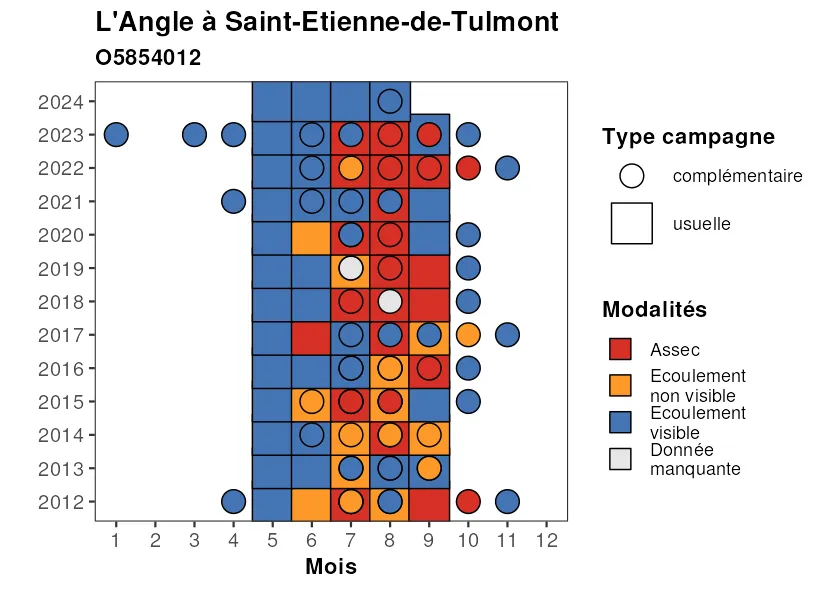 L'Angle à Saint-Etienne-de-Tulmont
O5854012
2024
2023
2022
2021
2020
2019
2018
2017
2016
2015
2014
2013
2012
1 2 3 4 5 6 7 8 9 10 11 12
Mois
Type campagne
complémentaire
usuelle
Modalités
Assec
Ecoulement
non visible
Ecoulement
visible
Donnée
manquante